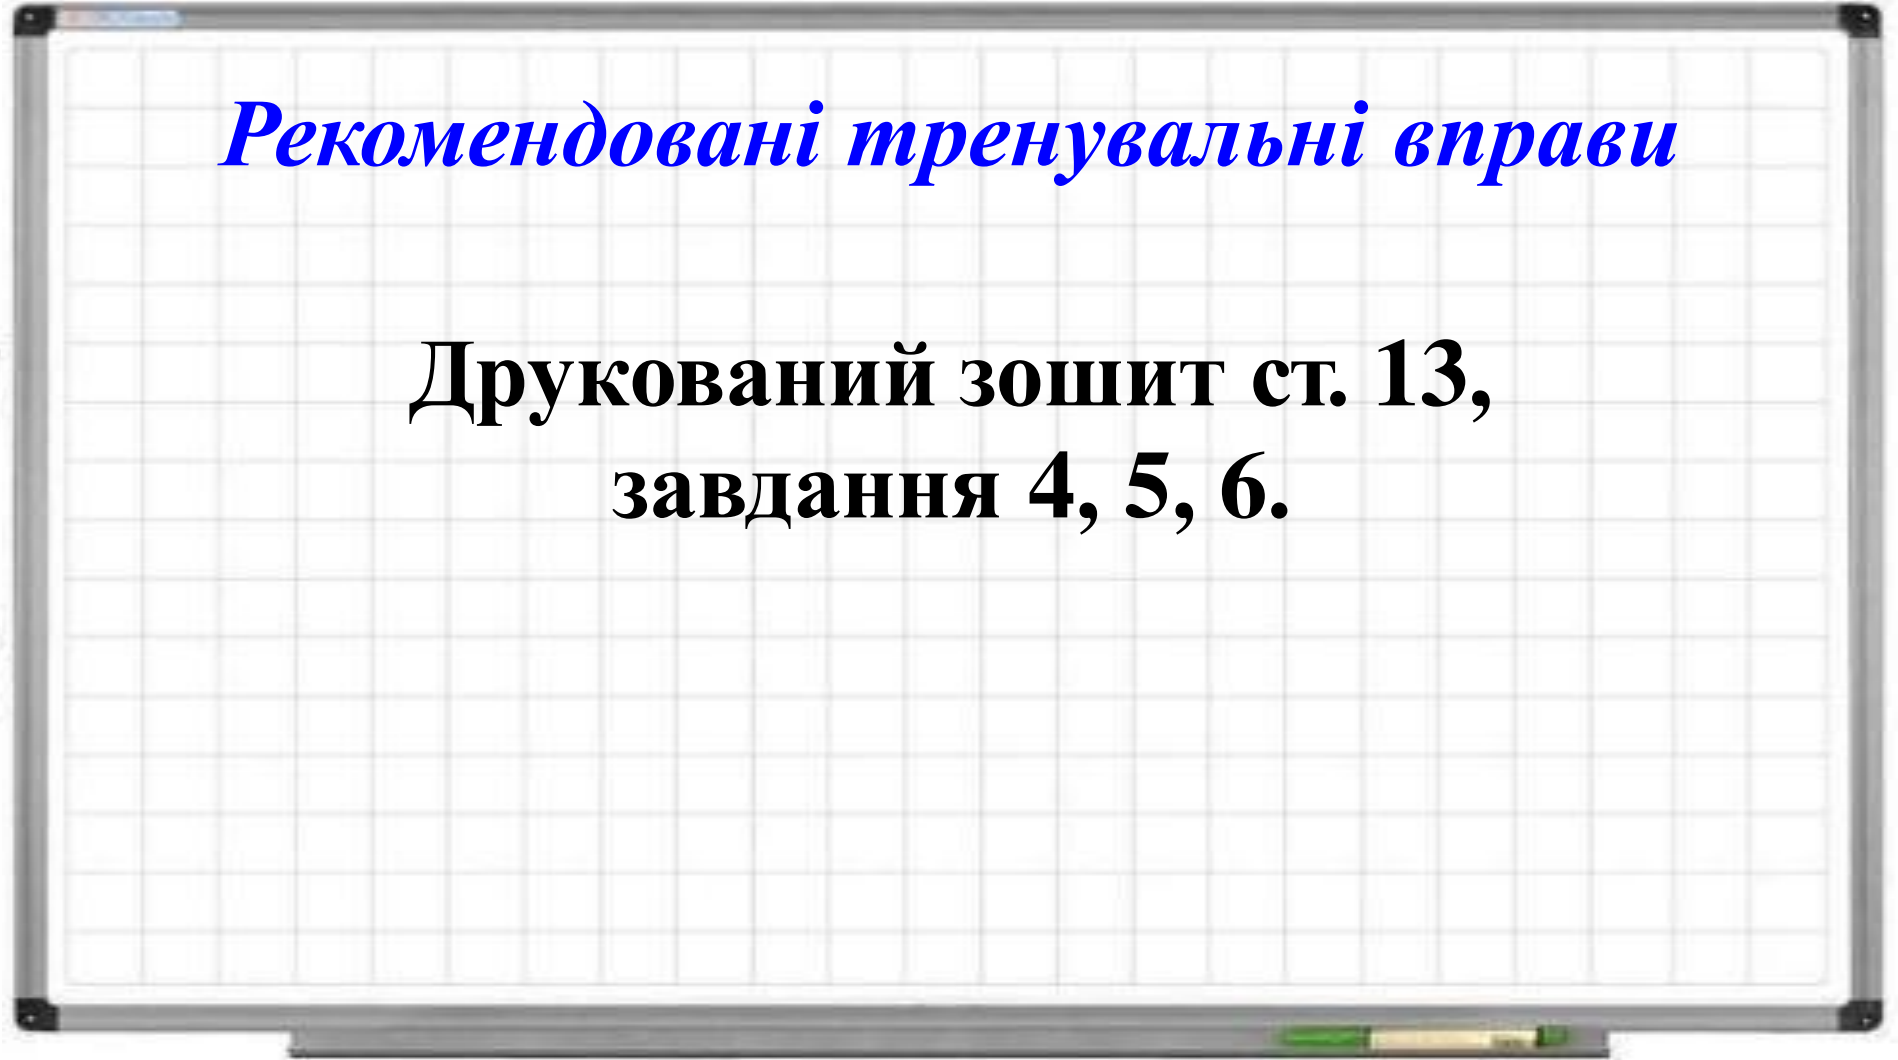 Рекомендовані тренувальні вправи
Друкований зошит ст. 13,
завдання 4, 5, 6.